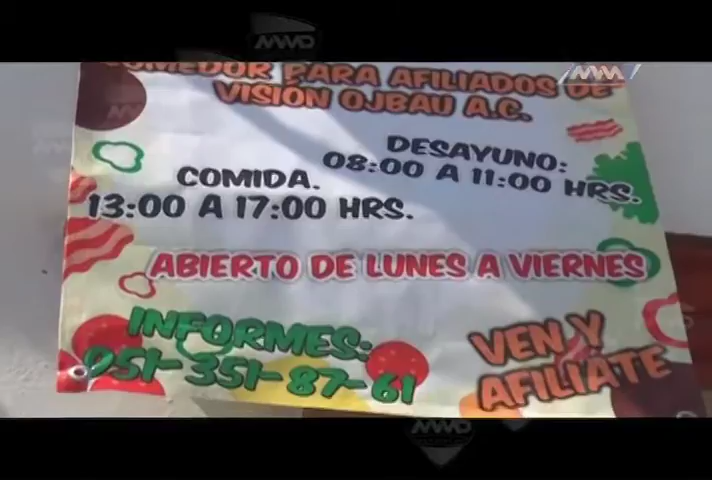 COMEDOR PARA AFILIADOS DE
VISIÓN OJBAU A.C.
DESAYUNO:
08:00 A 11:00 HRS.
COMIDA.
13:00 A 17:00 HRS.
ABIERTO DE LUNES A VIERNES
INFORMES:
951-351-87-61
VEN Y
AFILIATE